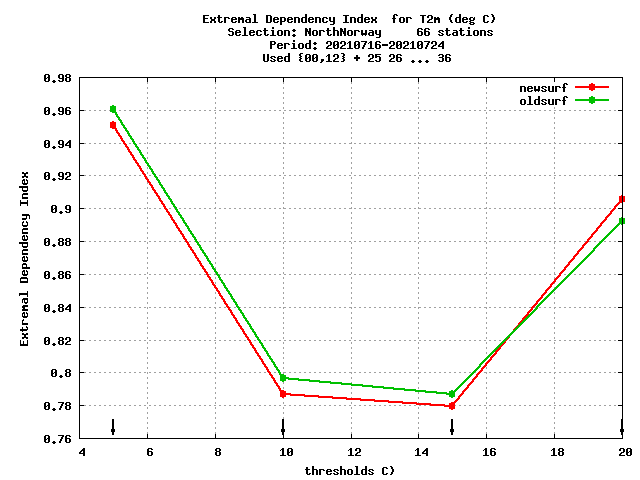 Extremal Dependency Index  for T2m (deg C)
Selection: NorthNorway     66 stations
Period: 20210716-20210724
Used {00,12} + 25 26 ... 36
newsurf
oldsurf
Extremal Dependency Index
0.98
0.96
0.94
0.92
0.9
0.88
0.86
0.84
0.82
0.8
0.78
0.76
4 6 8 10 12 14 16 18 20
thresholds C)